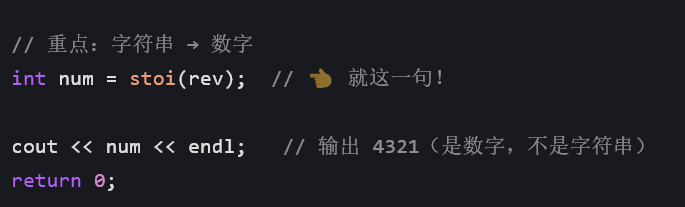 // 重点：字符串 → 数字
int num = stoi(rev);  // 👈 就这一句！
cout << num << endl;   // 输出 4321（是数字，不是字符串）
return 0;